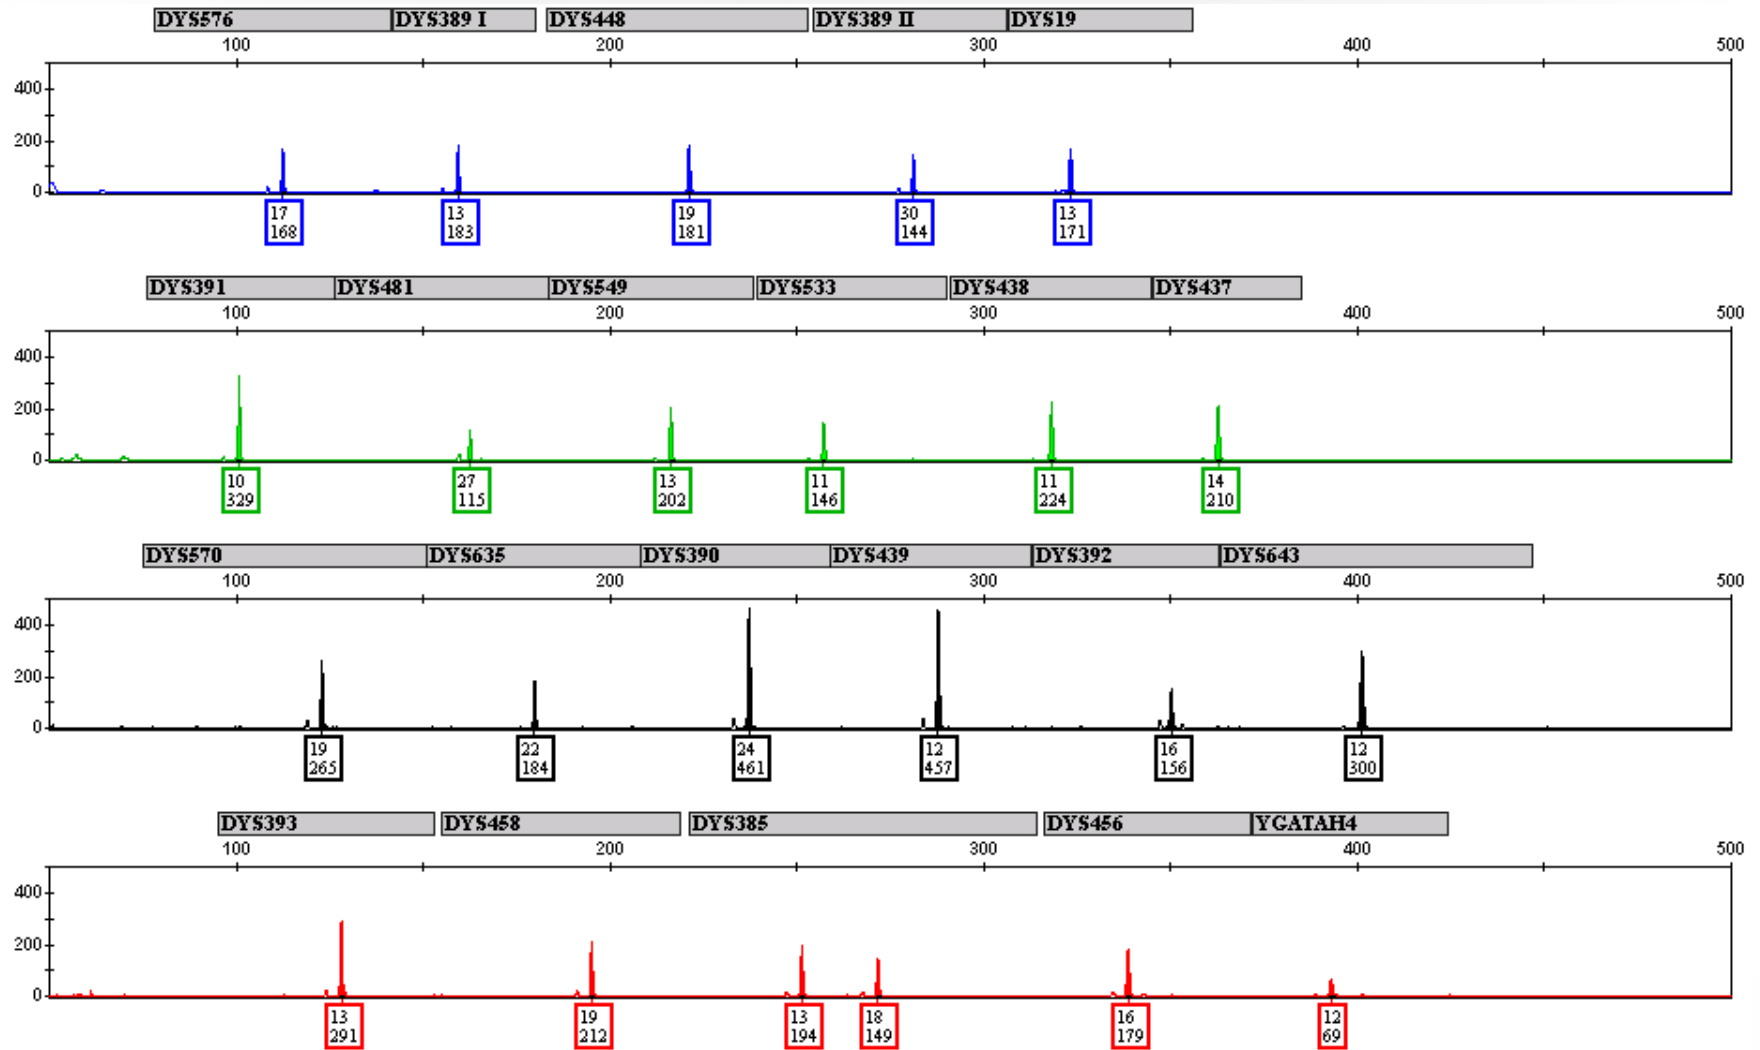 DYS576 DYS389 I DYS448 DYS389 II DYS19
100 200 300 400 500
400
200
0
17 13 19 30 13
168 183 181 144 171
DYS391 DYS481 DYS549 DYS533 DYS438 DYS437
100 200 300 400 500
400
200
0
10 27 13 11 11 14
329 115 202 146 224 210
DYS570 DYS635 DYS390 DYS439 DYS392 DYS643
100 200 300 400 500
400
200
0
19 22 24 12 16 12
265 184 461 457 156 300
DYS393 DYS458 DYS385 DYS456 YGATAH4
100 200 300 400 500
400
200
0
13 19 13 18 16 12
291 212 194 149 179 69